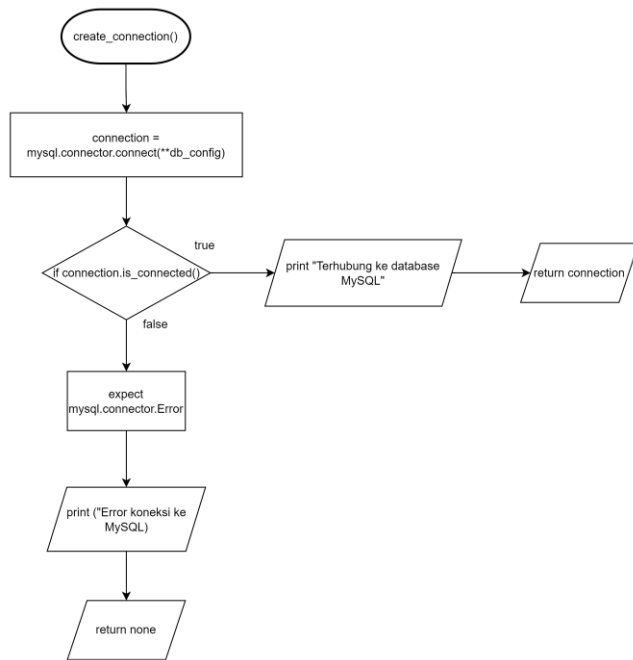 create_connection()
connection =
mysql.connector.connect(**db_config)
true
if connection.is_connected()
print "Terhubung ke database
MySQL"
return connection
false
expect
mysql.connector.Error
print ("Error koneksi ke
MySQL)
return none